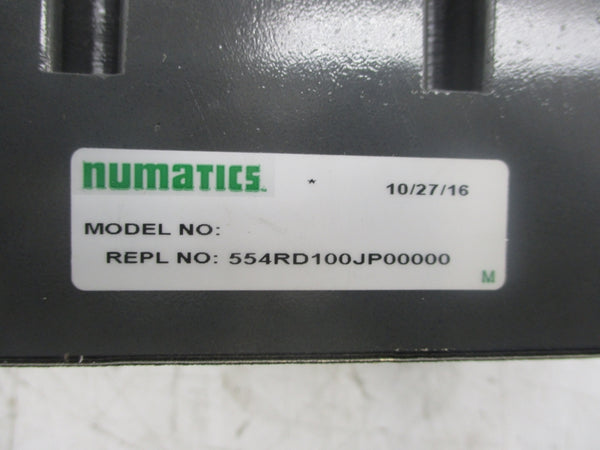 numatics * 10/27/16
MODEL NO:
REPL NO: 554RD100JP00000
M